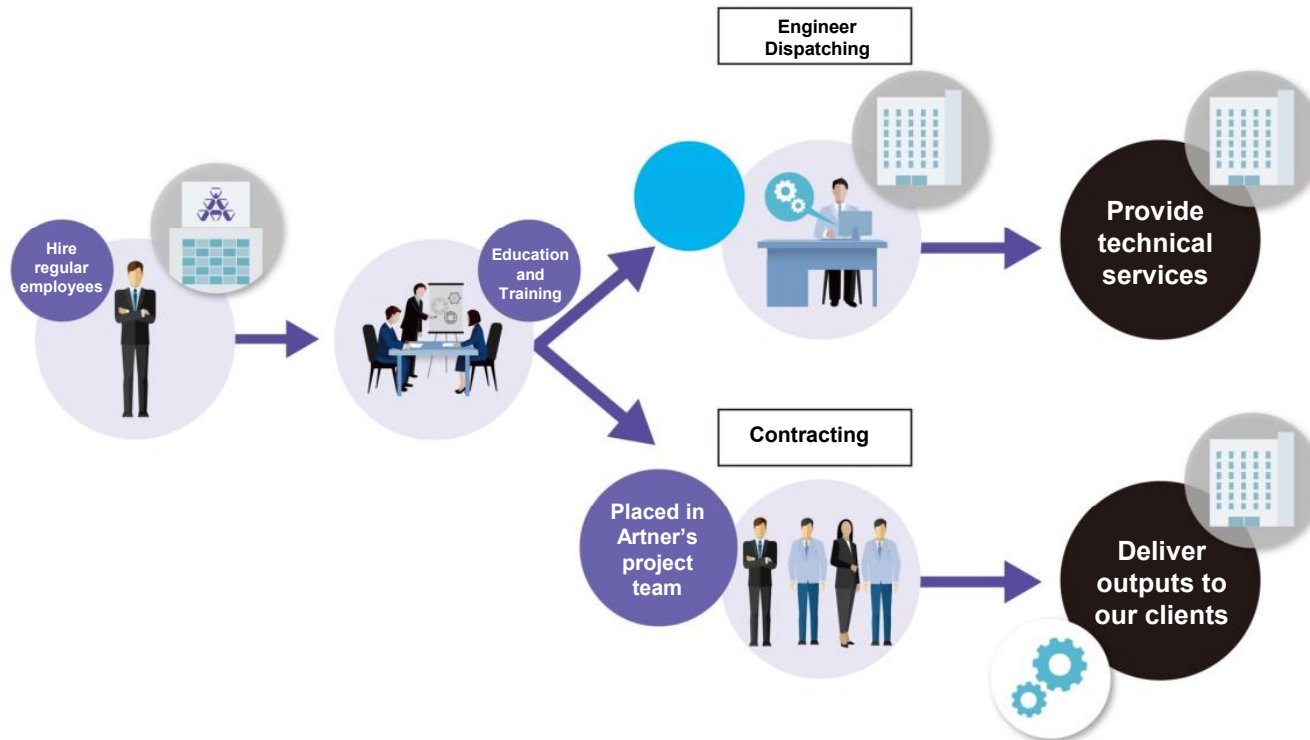 Engineer
Dispatching
Hire
regular
employees
Education
and
Training
Provide
technical
services
Contracting
Placed in
Artner’s
project
team
Deliver
outputs to
our clients